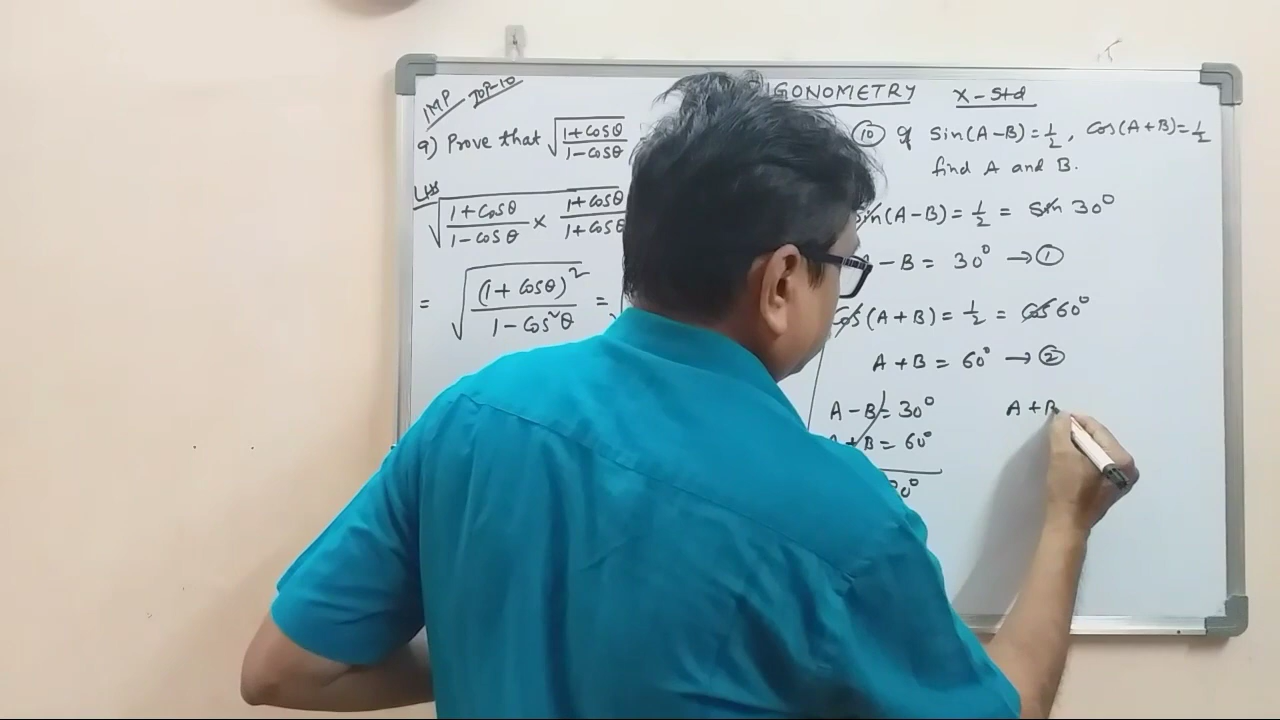 IMP TOP-10
IGONOMETRY X-Std
9) Prove that √(1+cosθ/1-cosθ)
LHS
√(1+cosθ/1-cosθ × 1+cosθ/1+cosθ
= √((1+cosθ)²/1-cos²θ) =
10 If Sin(A-B)=1/2, Cos(A+B)=1/2
find A and B.
Sin(A-B)=1/2 = Sin 30°
A-B = 30° →①
Cos(A+B)=1/2 = Cos 60°
A+B = 60° →②
A-B=30°
A+B=60°
90°
A+B